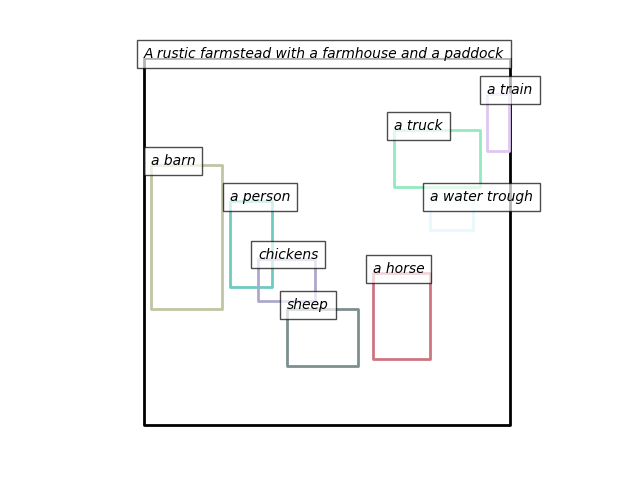 A rustic farmstead with a farmhouse and a paddock
a train
a truck
a barn
a person
a water trough
chickens
a horse
sheep